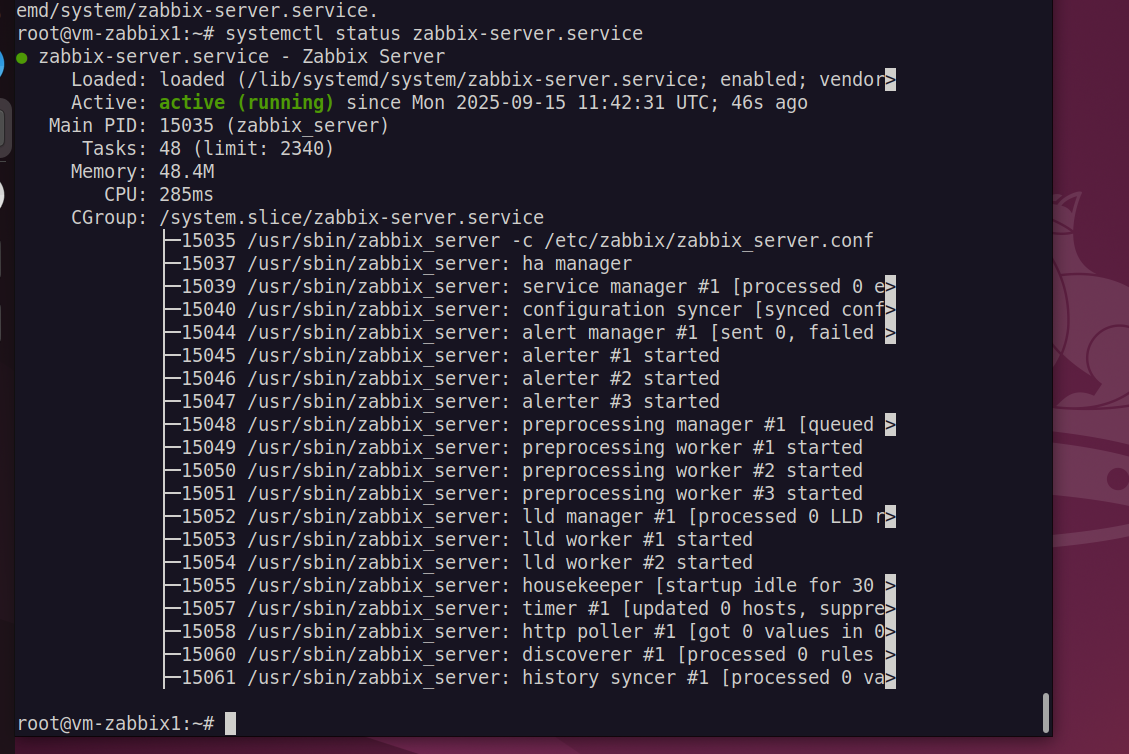 emd/system/zabbix-server.service.
root@vm-zabbix1:~# systemctl status zabbix-server.service
● zabbix-server.service - Zabbix Server
     Loaded: loaded (/lib/systemd/system/zabbix-server.service; enabled; vendor>
     Active: active (running) since Mon 2025-09-15 11:42:31 UTC; 46s ago
   Main PID: 15035 (zabbix_server)
      Tasks: 48 (limit: 2340)
     Memory: 48.4M
        CPU: 285ms
     CGroup: /system.slice/zabbix-server.service
             ├─15035 /usr/sbin/zabbix_server -c /etc/zabbix/zabbix_server.conf
             ├─15037 /usr/sbin/zabbix_server: ha manager
             ├─15039 /usr/sbin/zabbix_server: service manager #1 [processed 0 e>
             ├─15040 /usr/sbin/zabbix_server: configuration syncer [synced conf>
             ├─15044 /usr/sbin/zabbix_server: alert manager #1 [sent 0, failed >
             ├─15045 /usr/sbin/zabbix_server: alerter #1 started
             ├─15046 /usr/sbin/zabbix_server: alerter #2 started
             ├─15047 /usr/sbin/zabbix_server: alerter #3 started
             ├─15048 /usr/sbin/zabbix_server: preprocessing manager #1 [queued >
             ├─15049 /usr/sbin/zabbix_server: preprocessing worker #1 started
             ├─15050 /usr/sbin/zabbix_server: preprocessing worker #2 started
             ├─15051 /usr/sbin/zabbix_server: preprocessing worker #3 started
             ├─15052 /usr/sbin/zabbix_server: lld manager #1 [processed 0 LLD r>
             ├─15053 /usr/sbin/zabbix_server: lld worker #1 started
             ├─15054 /usr/sbin/zabbix_server: lld worker #2 started
             ├─15055 /usr/sbin/zabbix_server: housekeeper [startup idle for 30 >
             ├─15057 /usr/sbin/zabbix_server: timer #1 [updated 0 hosts, suppre>
             ├─15058 /usr/sbin/zabbix_server: http poller #1 [got 0 values in 0>
             ├─15060 /usr/sbin/zabbix_server: discoverer #1 [processed 0 rules >
             ├─15061 /usr/sbin/zabbix_server: history syncer #1 [processed 0 va>
root@vm-zabbix1:~#